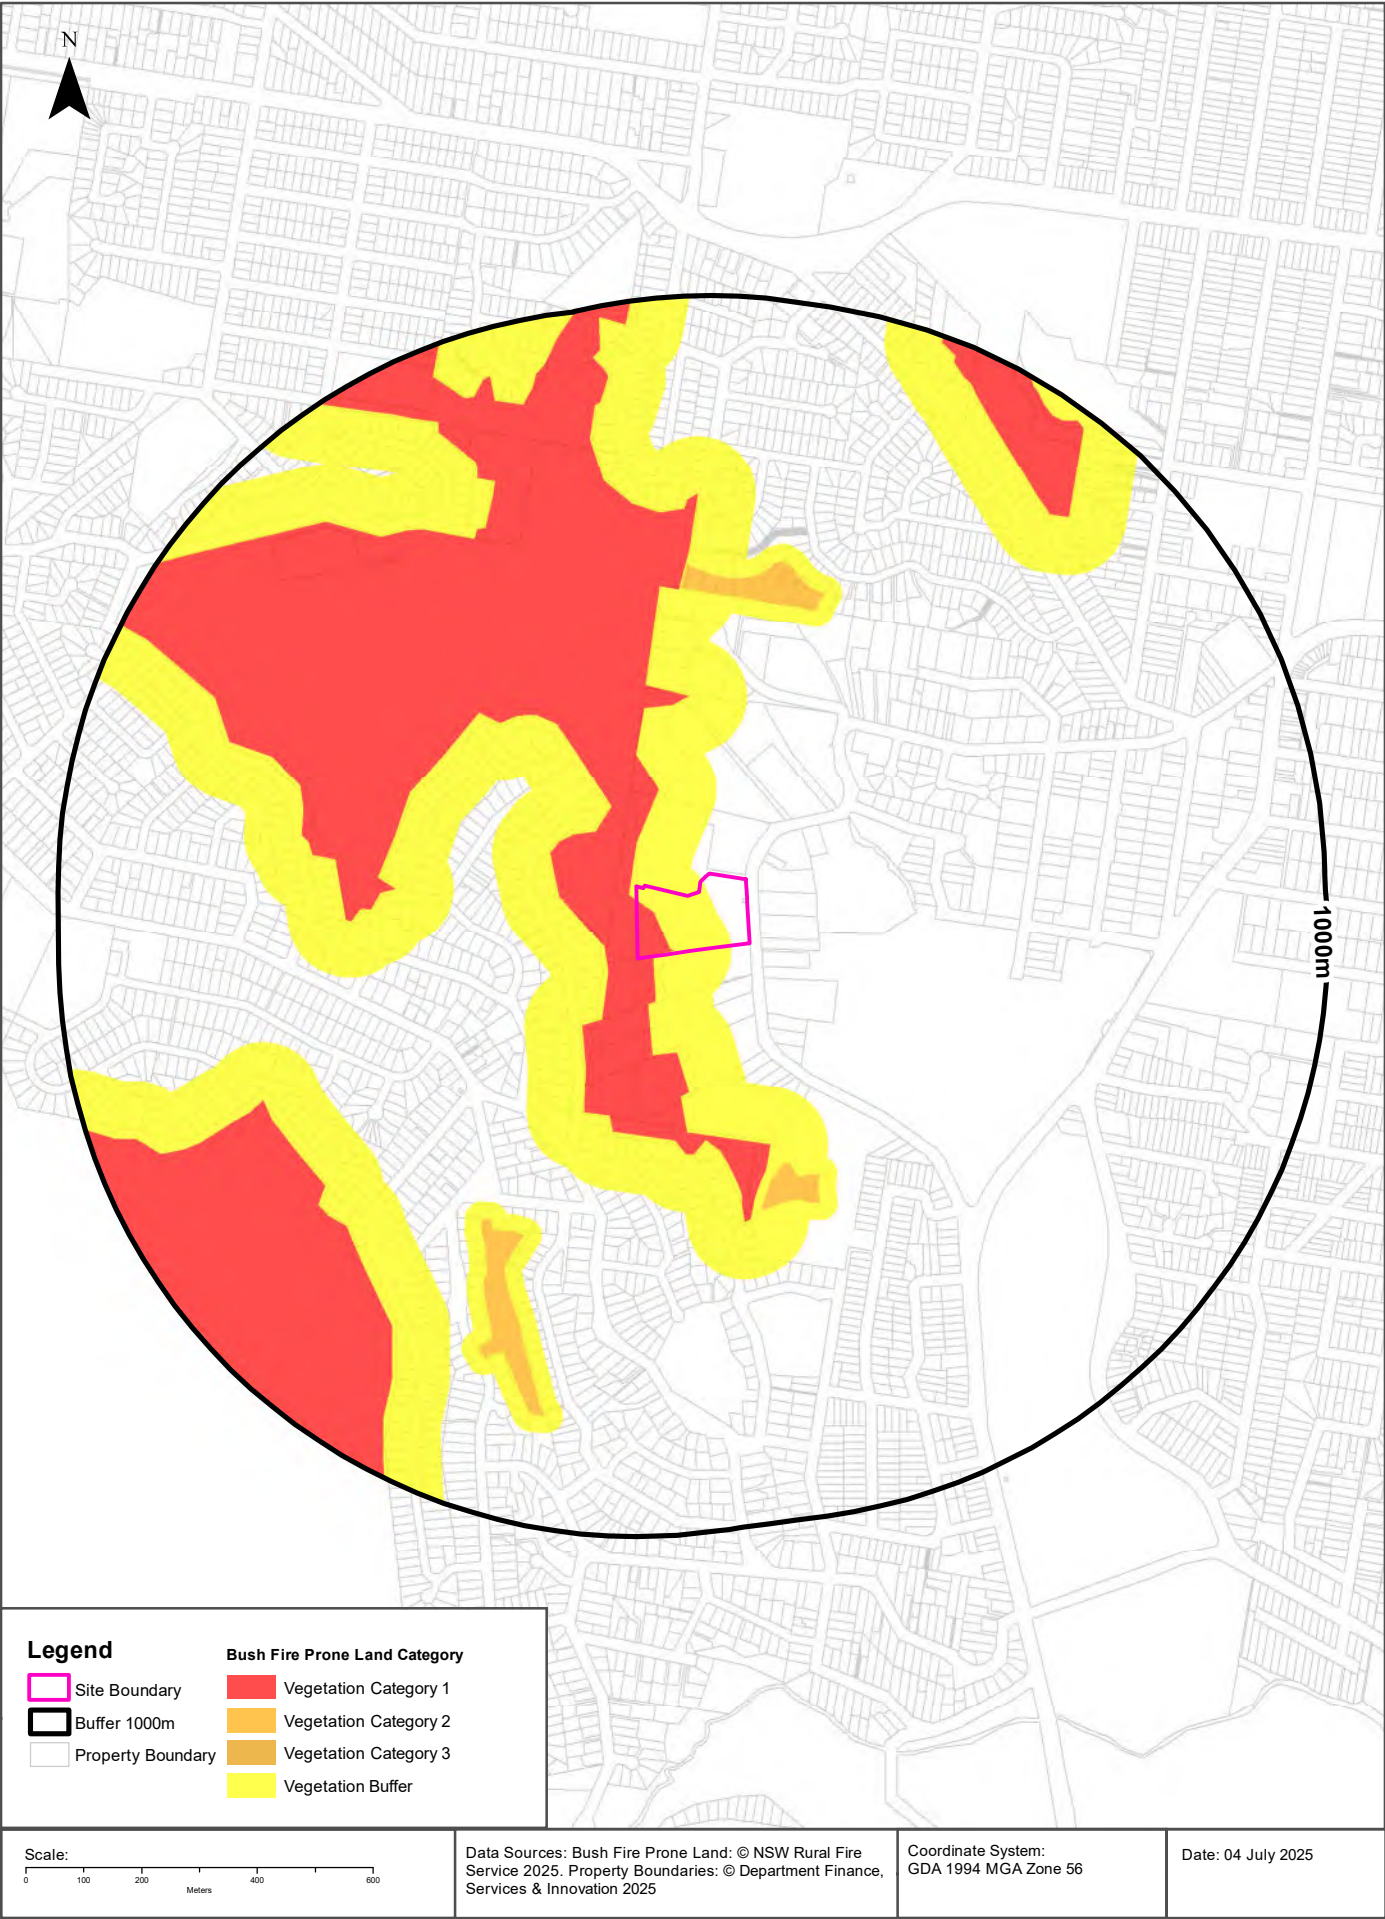 N
1000m
Legend
Site Boundary
Buffer 1000m
Property Boundary
Bush Fire Prone Land Category
Vegetation Category 1
Vegetation Category 2
Vegetation Category 3
Vegetation Buffer
Scale:
0 100 200 400 600
Meters
Data Sources: Bush Fire Prone Land: © NSW Rural Fire
Service 2025. Property Boundaries: © Department Finance,
Services & Innovation 2025
Coordinate System:
GDA 1994 MGA Zone 56
Date: 04 July 2025